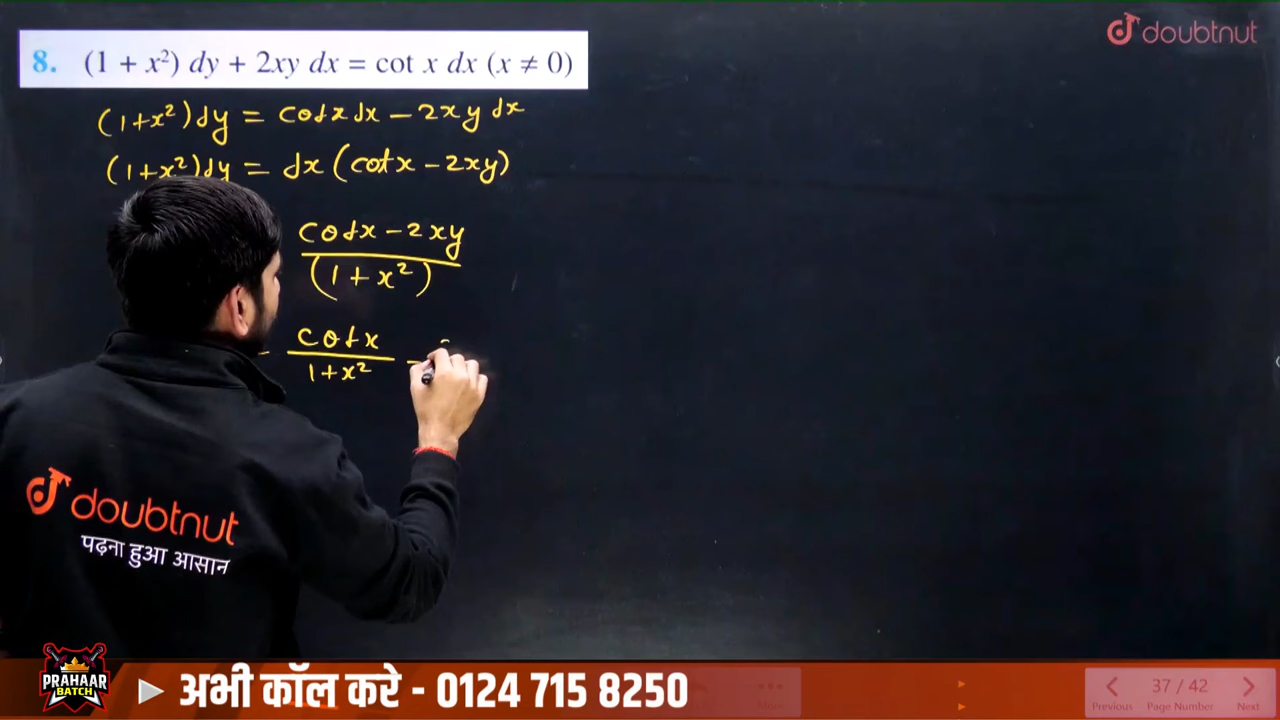 doubtnut
8. (1 + x²) dy + 2xy dx = cot x dx (x ≠ 0)
(1+x²)dy = cotx dx - 2xy dx
(1+x²)dy = dx (cotx - 2xy)
cotx - 2xy
(1 + x²)
cotx
1+x²
doubtnut
पढ़ना हुआ आसान
PRAHAAR
BATCH
अभी कॉल करे - 0124 715 8250
37 / 42
Previous Page Number Next